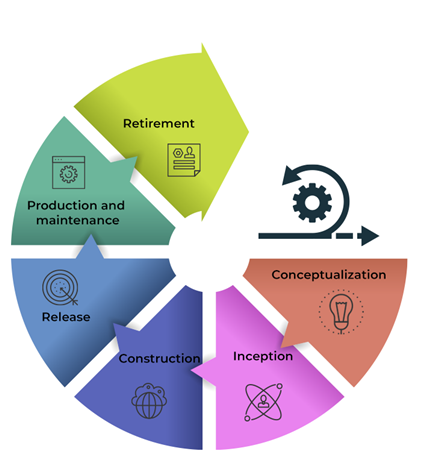 Retirement
Production and
maintenance
Conceptualization
Release
Construction
Inception